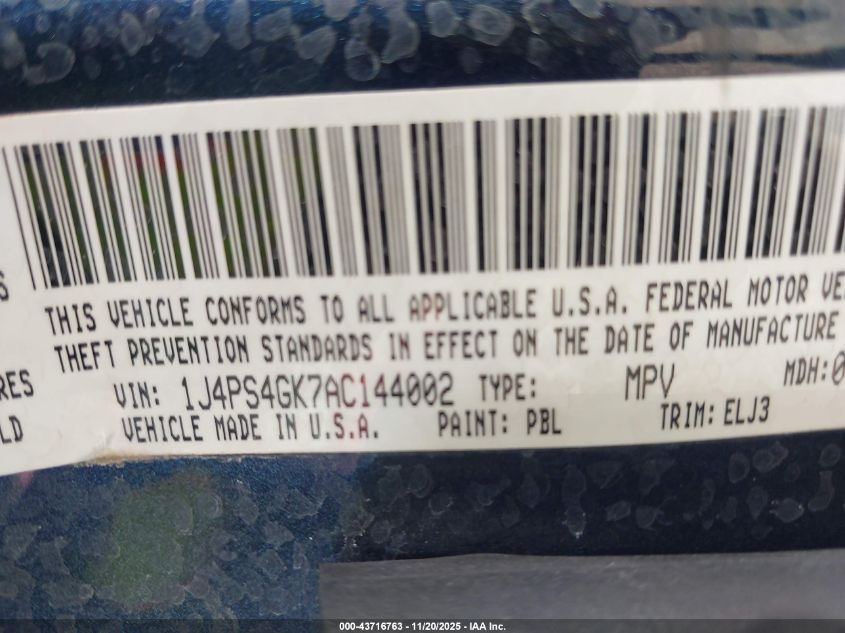 S
THIS VEHICLE CONFORMS TO ALL APPLICABLE U.S.A. FEDERAL MOTOR VE
THEFT PREVENTION STANDARDS IN EFFECT ON THE DATE OF MANUFACTURE
RES
VIN: 1J4PS4GK7AC144002 TYPE: MPV MDH:0
LD
VEHICLE MADE IN U.S.A. PAINT: PBL TRIM: ELJ3
000-43716763 - 11/20/2025 - IAA Inc.